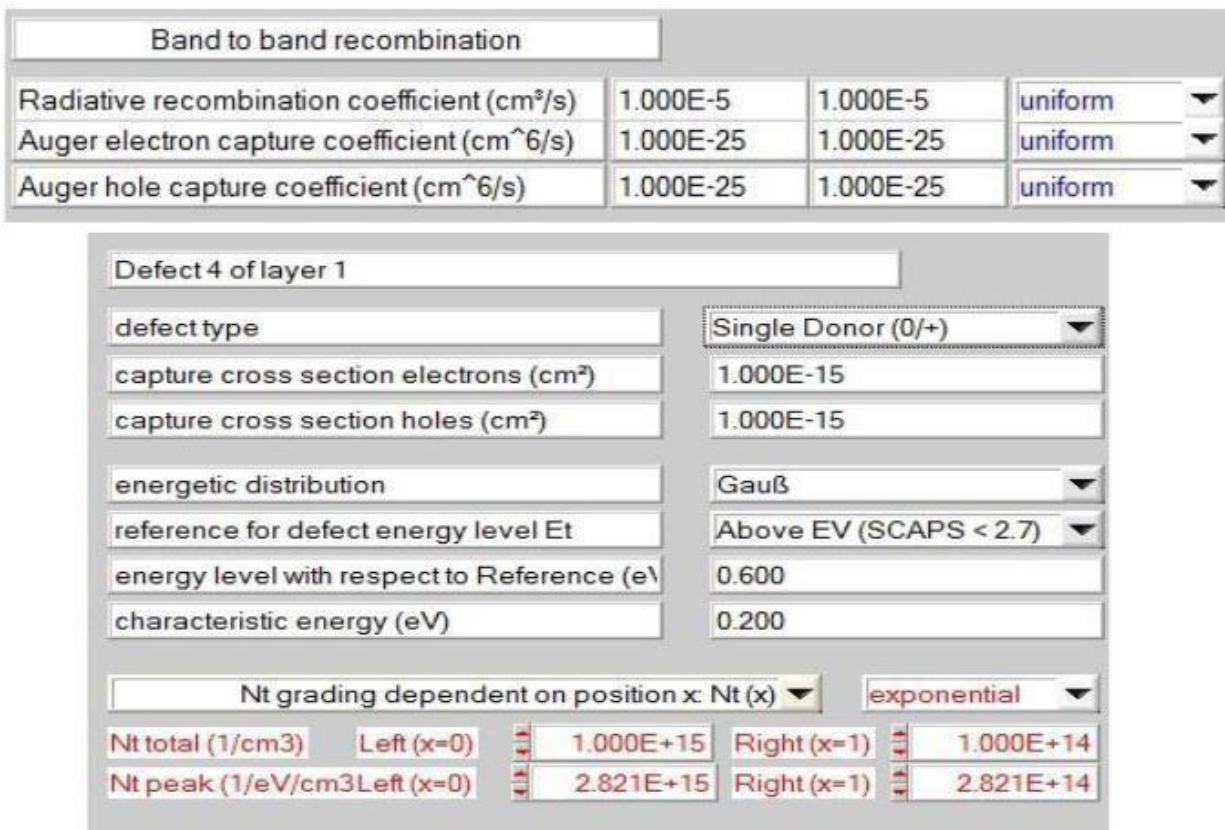 Band to band recombination
Radiative recombination coefficient (cm³/s) 1.000E-5 1.000E-5 uniform
Auger electron capture coefficient (cm^6/s) 1.000E-25 1.000E-25 uniform
Auger hole capture coefficient (cm^6/s) 1.000E-25 1.000E-25 uniform
Defect 4 of layer 1
defect type Single Donor (0/+)
capture cross section electrons (cm²) 1.000E-15
capture cross section holes (cm²) 1.000E-15
energetic distribution Gauß
reference for defect energy level Et Above EV (SCAPS < 2.7)
energy level with respect to Reference (eV 0.600
characteristic energy (eV) 0.200
Nt grading dependent on position x: Nt (x) exponential
Nt total (1/cm3) Left (x=0) 1.000E+15 Right (x=1) 1.000E+14
Nt peak (1/eV/cm3 Left (x=0) 2.821E+15 Right (x=1) 2.821E+14